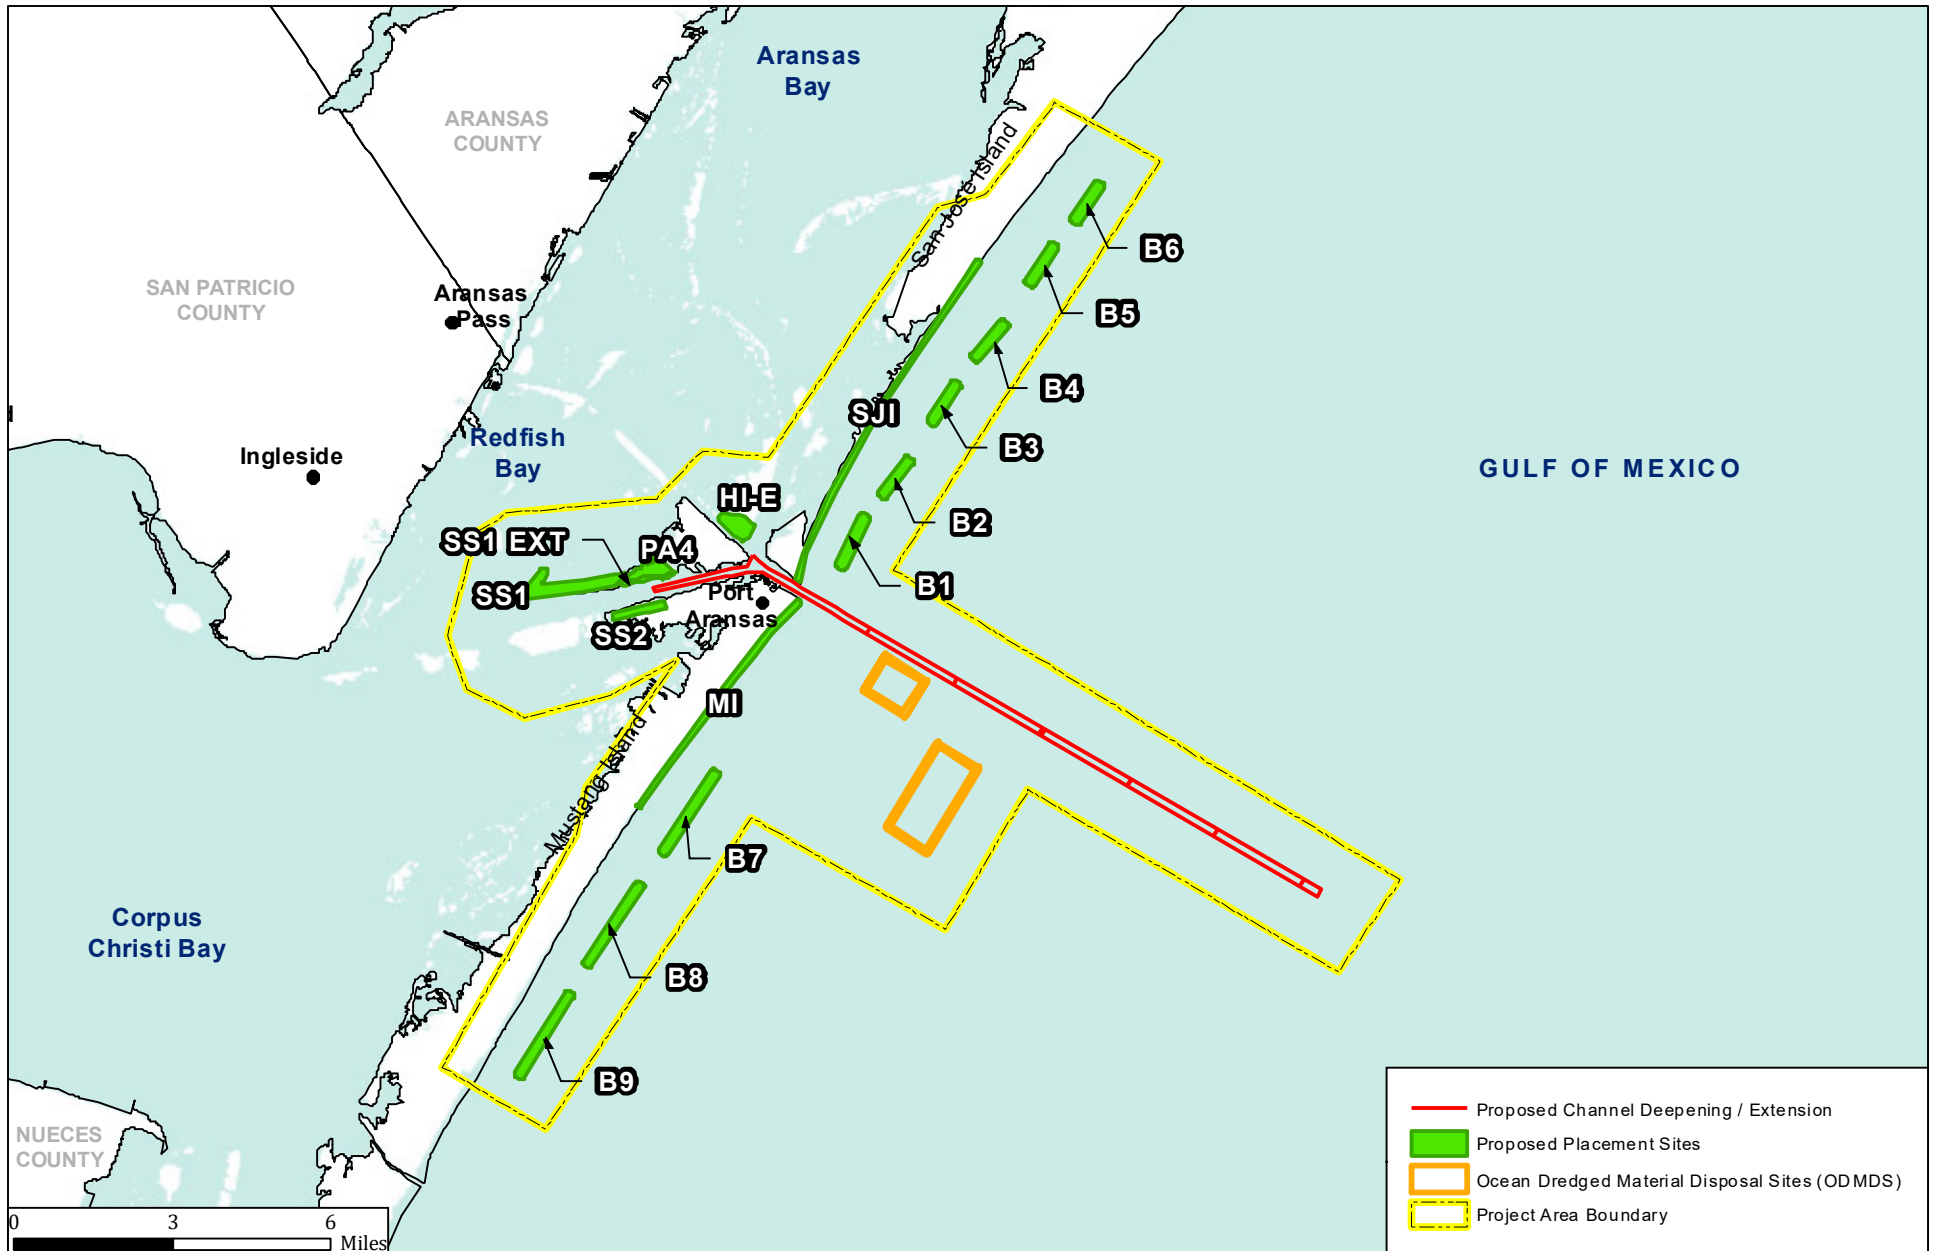 Aransas
Bay
ARANSAS
COUNTY
San Jose Island
B6
SAN PATRICIO
COUNTY
Aransas
Pass
B5
B4
SJI
Redfish
Bay
Ingleside
B3
GULF OF MEXICO
HI-E
B2
SS1 EXT
PA4
B1
SS1
Port
Aransas
SS2
MI
Mustang Island
B7
Corpus
Christi Bay
B8
B9
NUECES
COUNTY
0 3 6
Miles
Proposed Channel Deepening / Extension
Proposed Placement Sites
Ocean Dredged Material Disposal Sites (ODMDS)
Project Area Boundary